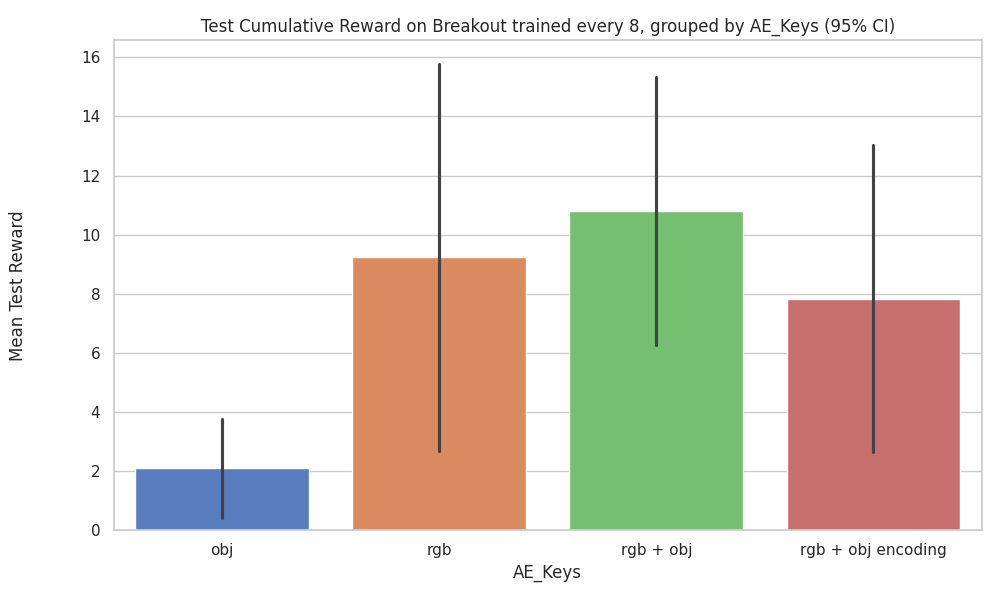 Test Cumulative Reward on Breakout trained every 8, grouped by AE_Keys (95% CI)
Mean Test Reward
16
14
12
10
8
6
4
2
0
obj
rgb
rgb + obj
rgb + obj encoding
AE_Keys